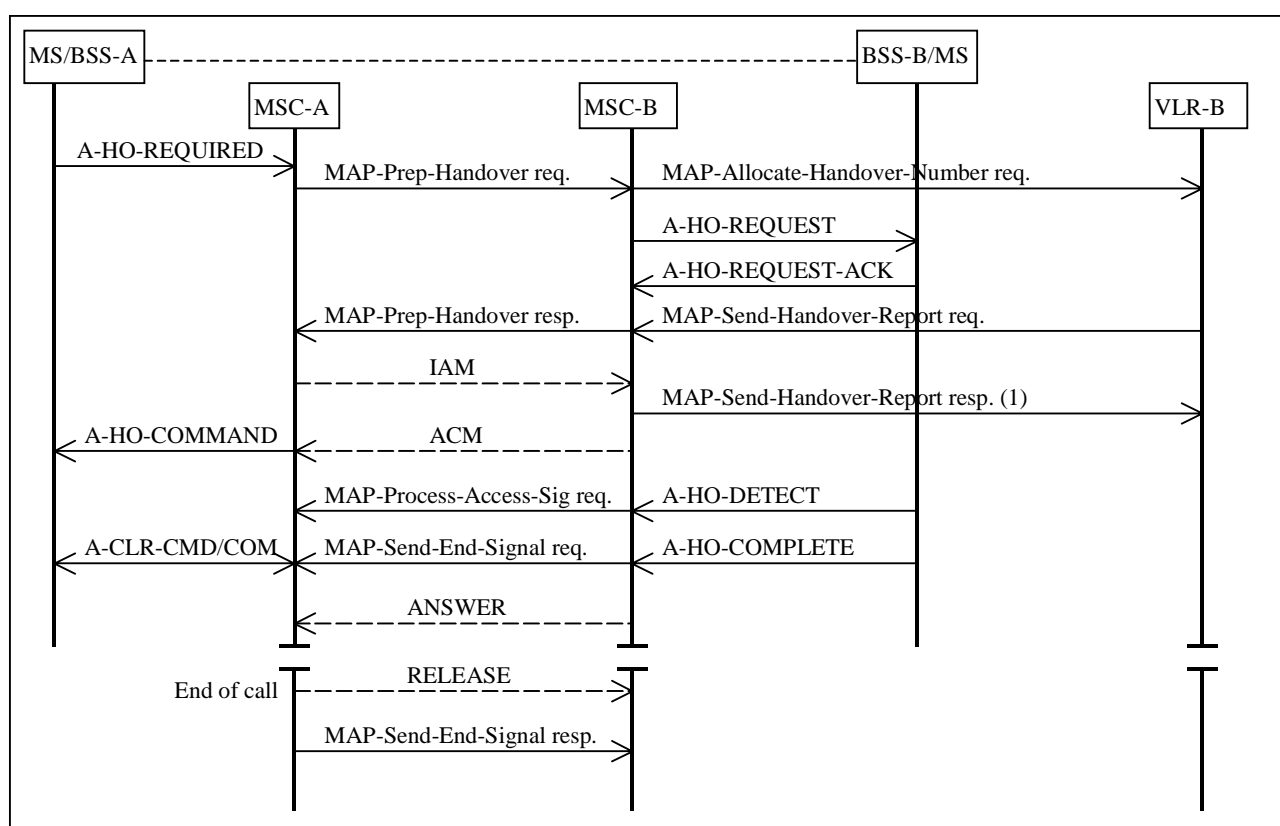 MS/BSS-A
BSS-B/MS
MSC-A
MSC-B
VLR-B
A-HO-REQUIRED
MAP-Prep-Handover req.
MAP-Allocate-Handover-Number req.
A-HO-REQUEST
A-HO-REQUEST-ACK
MAP-Prep-Handover resp.
MAP-Send-Handover-Report req.
IAM
MAP-Send-Handover-Report resp. (1)
A-HO-COMMAND
ACM
MAP-Process-Access-Sig req.
A-HO-DETECT
A-CLR-CMD/COM
MAP-Send-End-Signal req.
A-HO-COMPLETE
ANSWER
RELEASE
End of call
MAP-Send-End-Signal resp.